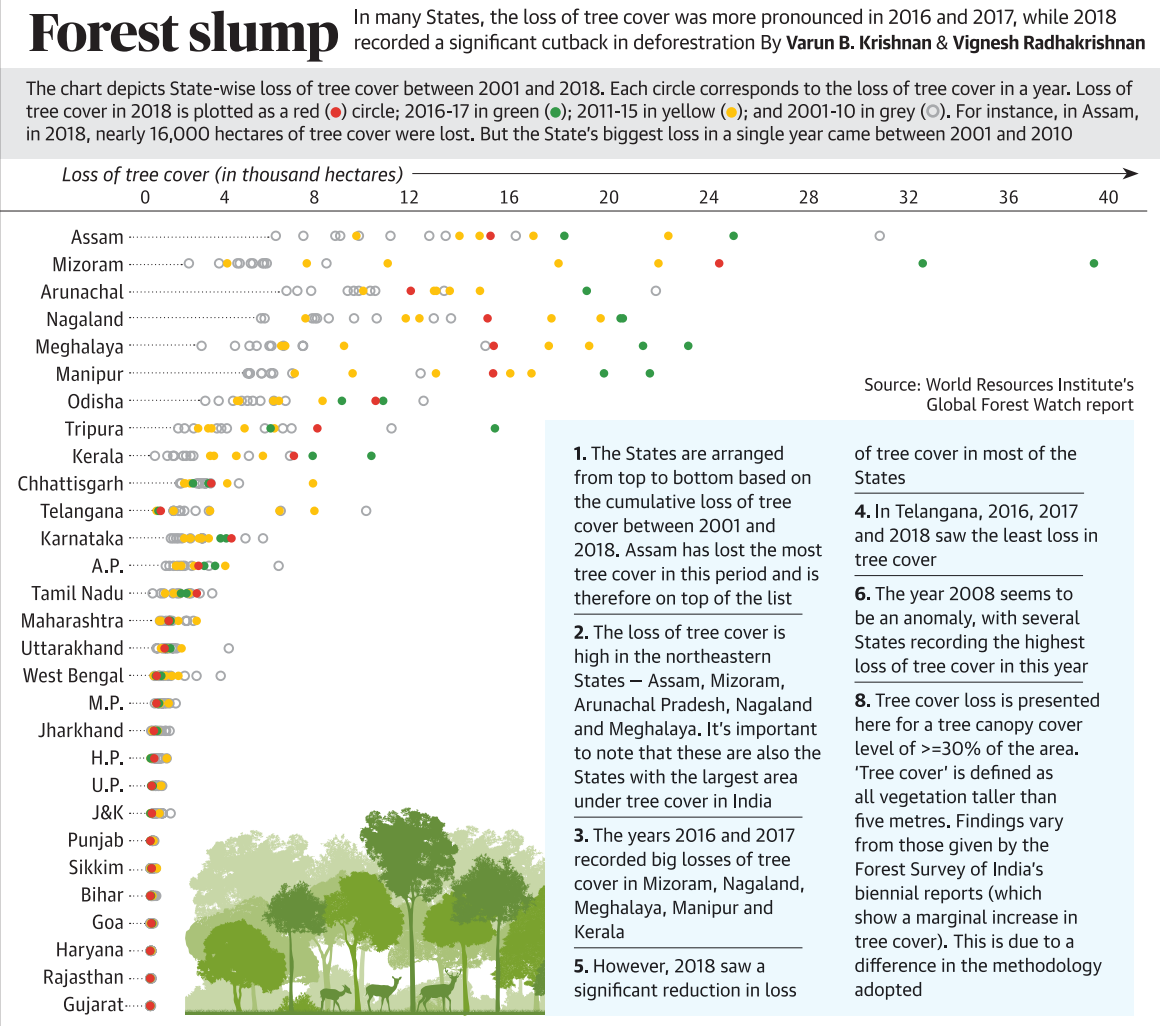 Forest slump
In many States, the loss of tree cover was more pronounced in 2016 and 2017, while 2018
recorded a significant cutback in deforestration By Varun B. Krishnan & Vignesh Radhakrishnan
The chart depicts State-wise loss of tree cover between 2001 and 2018. Each circle corresponds to the loss of tree cover in a year. Loss of
tree cover in 2018 is plotted as a red (●) circle; 2016-17 in green (●); 2011-15 in yellow (●); and 2001-10 in grey (○). For instance, in Assam,
in 2018, nearly 16,000 hectares of tree cover were lost. But the State's biggest loss in a single year came between 2001 and 2010
Loss of tree cover (in thousand hectares)
0 4 8 12 16 20 24 28 32 36 40
Assam
Mizoram
Arunachal
Nagaland
Meghalaya
Manipur
Odisha
Tripura
Kerala
Chhattisgarh
Telangana
Karnataka
A.P.
Tamil Nadu
Maharashtra
Uttarakhand
West Bengal
M.P.
Jharkhand
H.P.
U.P.
J&K
Punjab
Sikkim
Bihar
Goa
Haryana
Rajasthan
Gujarat
Source: World Resources Institute's
Global Forest Watch report
1. The States are arranged
from top to bottom based on
the cumulative loss of tree
cover between 2001 and
2018. Assam has lost the most
tree cover in this period and is
therefore on top of the list
2. The loss of tree cover is
high in the northeastern
States — Assam, Mizoram,
Arunachal Pradesh, Nagaland
and Meghalaya. It's important
to note that these are also the
States with the largest area
under tree cover in India
3. The years 2016 and 2017
recorded big losses of tree
cover in Mizoram, Nagaland,
Meghalaya, Manipur and
Kerala
5. However, 2018 saw a
significant reduction in loss
of tree cover in most of the
States
4. In Telangana, 2016, 2017
and 2018 saw the least loss in
tree cover
6. The year 2008 seems to
be an anomaly, with several
States recording the highest
loss of tree cover in this year
8. Tree cover loss is presented
here for a tree canopy cover
level of >=30% of the area.
'Tree cover' is defined as
all vegetation taller than
five metres. Findings vary
from those given by the
Forest Survey of India's
biennial reports (which
show a marginal increase in
tree cover). This is due to a
difference in the methodology
adopted